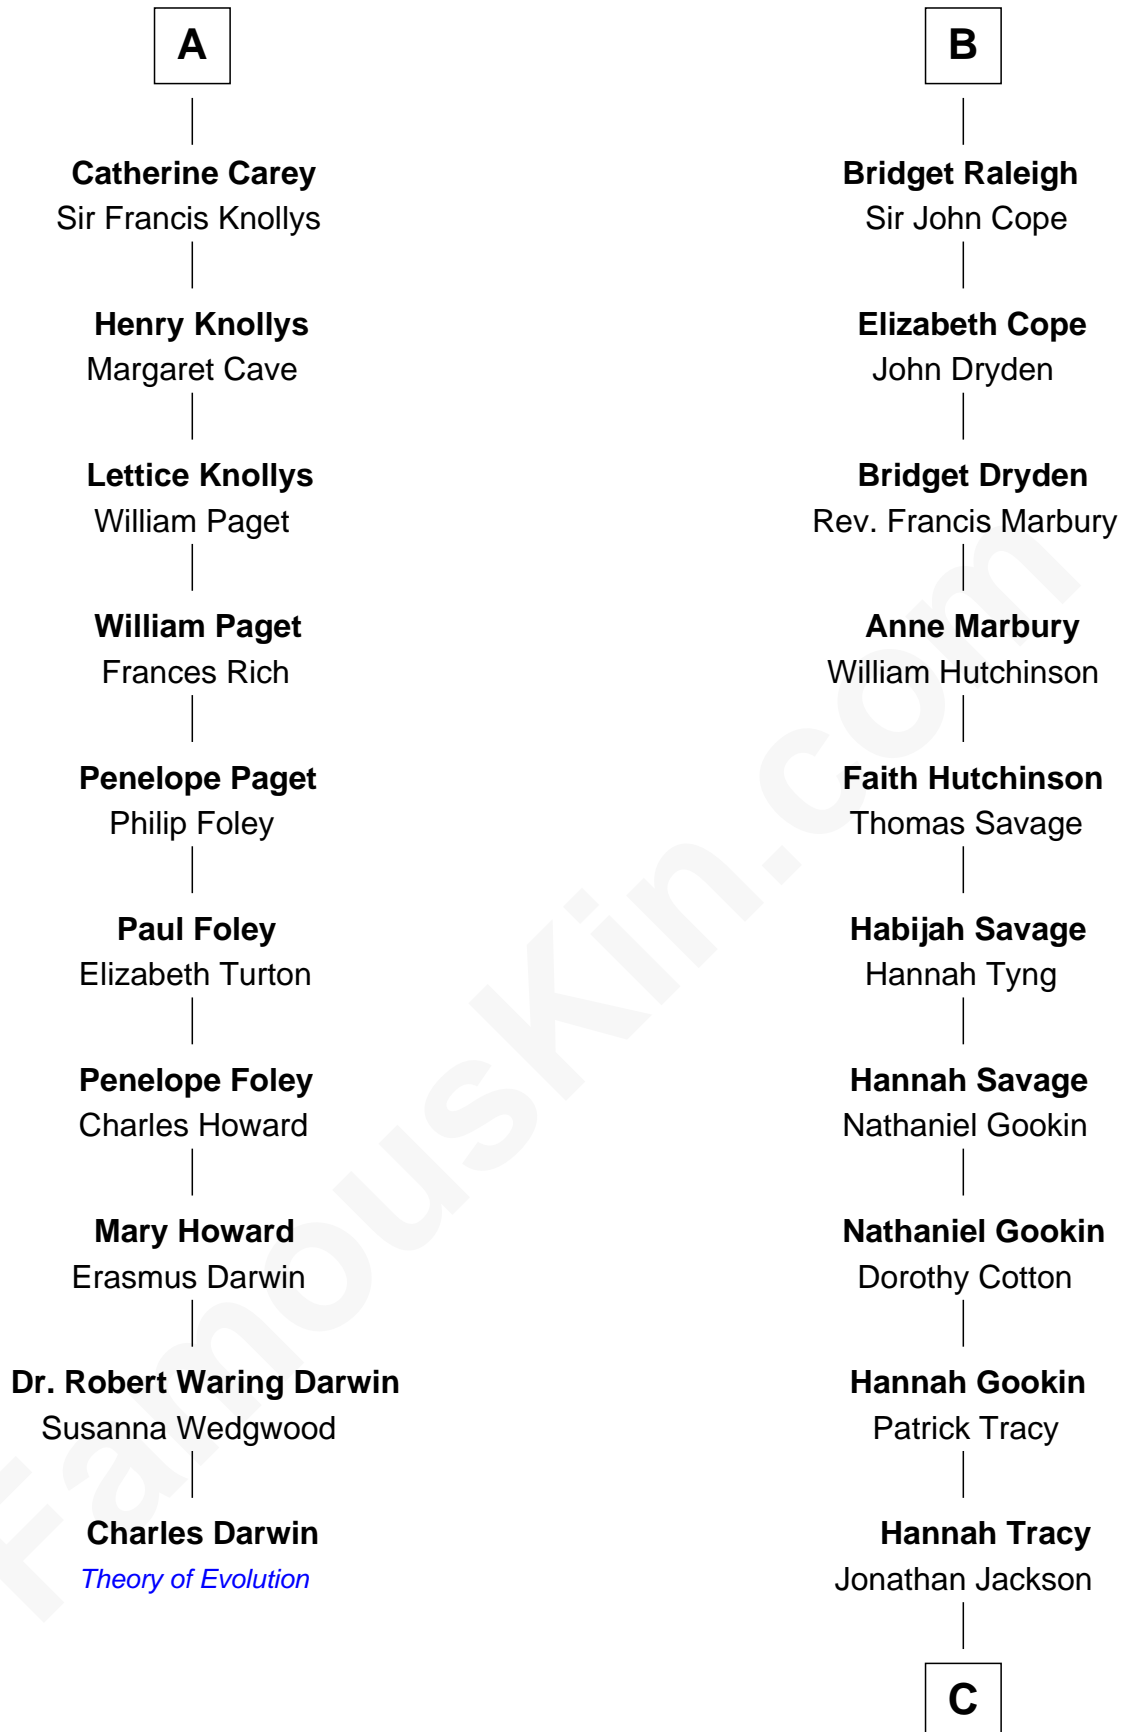 A
Catherine Carey
Sir Francis Knollys
Henry Knollys
Margaret Cave
Lettice Knollys
William Paget
William Paget
Frances Rich
Penelope Paget
Philip Foley
Paul Foley
Elizabeth Turton
Penelope Foley
Charles Howard
Mary Howard
Erasmus Darwin
Dr. Robert Waring Darwin
Susanna Wedgwood
Charles Darwin
Theory of Evolution
B
Bridget Raleigh
Sir John Cope
Elizabeth Cope
John Dryden
Bridget Dryden
Rev. Francis Marbury
Anne Marbury
William Hutchinson
Faith Hutchinson
Thomas Savage
Habijah Savage
Hannah Tyng
Hannah Savage
Nathaniel Gookin
Nathaniel Gookin
Dorothy Cotton
Hannah Gookin
Patrick Tracy
Hannah Tracy
Jonathan Jackson
C
FamousKin.com